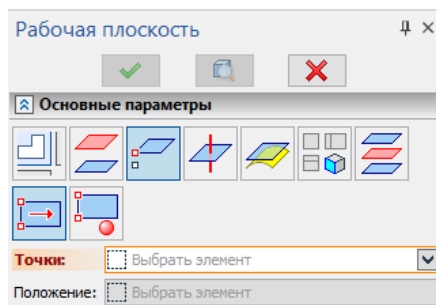 Рабочая плоскость
Основные параметры
Точки: Выбрать элемент
Положение: Выбрать элемент